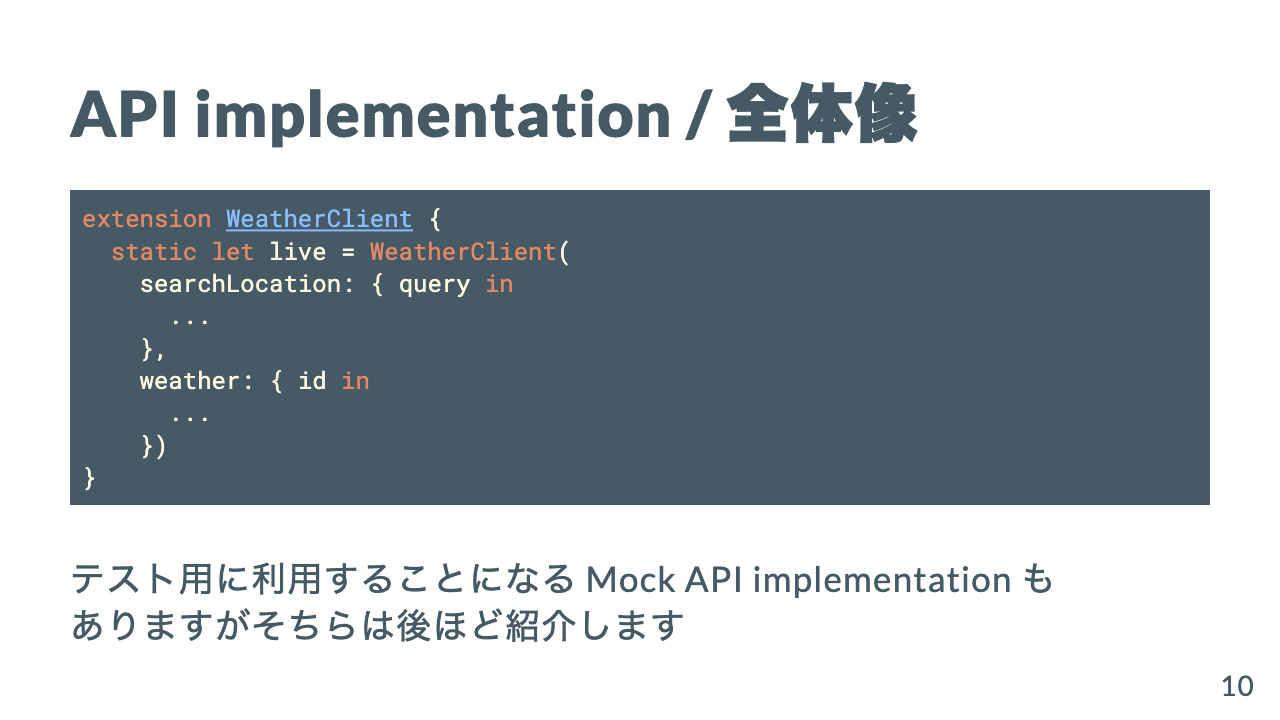 API implementation / 全体像
extension WeatherClient {
  static let live = WeatherClient(
    searchLocation: { query in
      ...
    },
    weather: { id in
      ...
    })
}
テスト用に利用することになる Mock API implementation も
ありますがそちらは後ほど紹介します
10